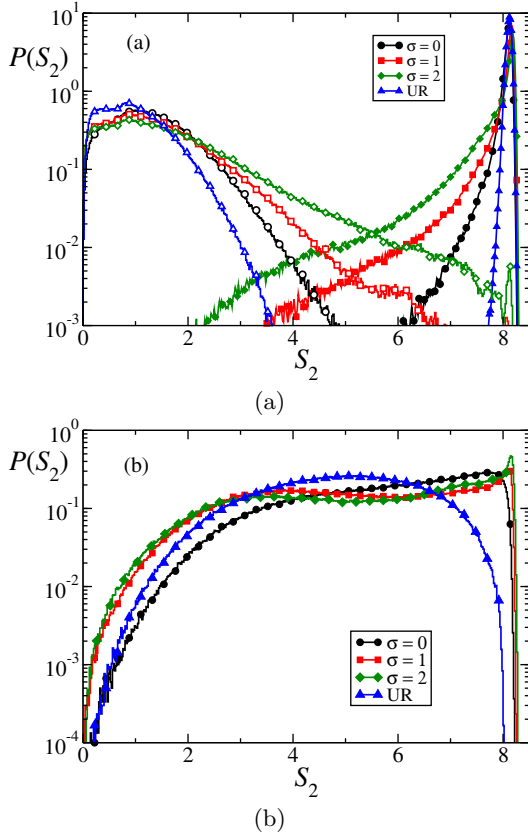 10^1
P(S_2)
(a)
σ = 0
σ = 1
σ = 2
UR
10^0
10^-1
10^-2
10^-3
0 2 4 6 8
S_2
(a)
10^0
P(S_2)
(b)
10^-1
10^-2
σ = 0
σ = 1
σ = 2
UR
10^-3
10^-4
0 2 4 6 8
S_2
(b)